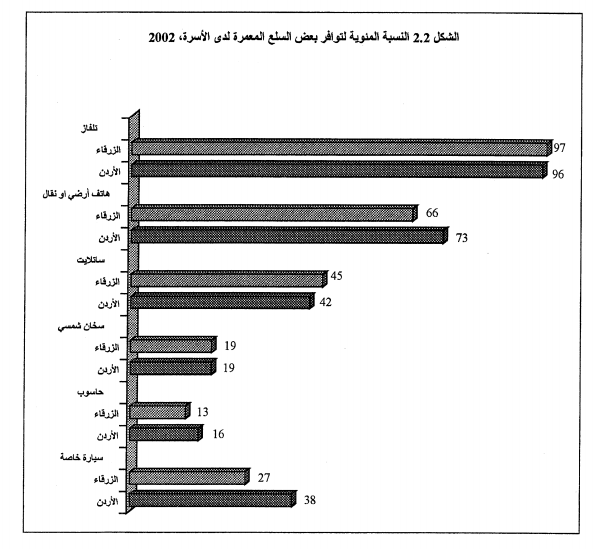 الشكل 2.2 النسبة المئوية لتوافر بعض السلع المعمرة لدى الأسرة، 2002
تلفاز
الزرقاء 97
الأردن 96
هاتف أرضي او نقال
الزرقاء 66
الأردن 73
ساتلايت
الزرقاء 45
الأردن 42
سخان شمسي
الزرقاء 19
الأردن 19
حاسوب
الزرقاء 13
الأردن 16
سيارة خاصة
الزرقاء 27
الأردن 38